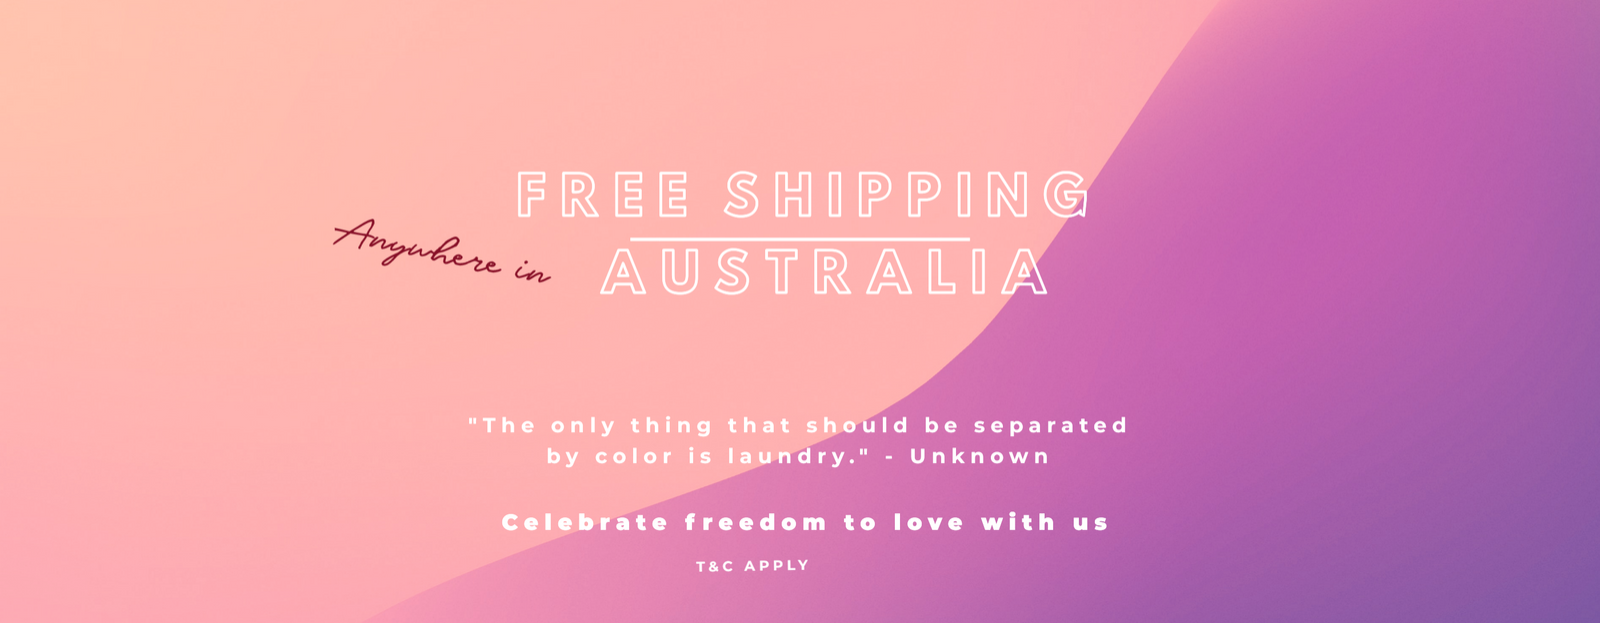 FREE SHIPPING
Anywhere in
AUSTRALIA
"The only thing that should be separated
by color is laundry." - Unknown
Celebrate freedom to love with us
T&C APPLY